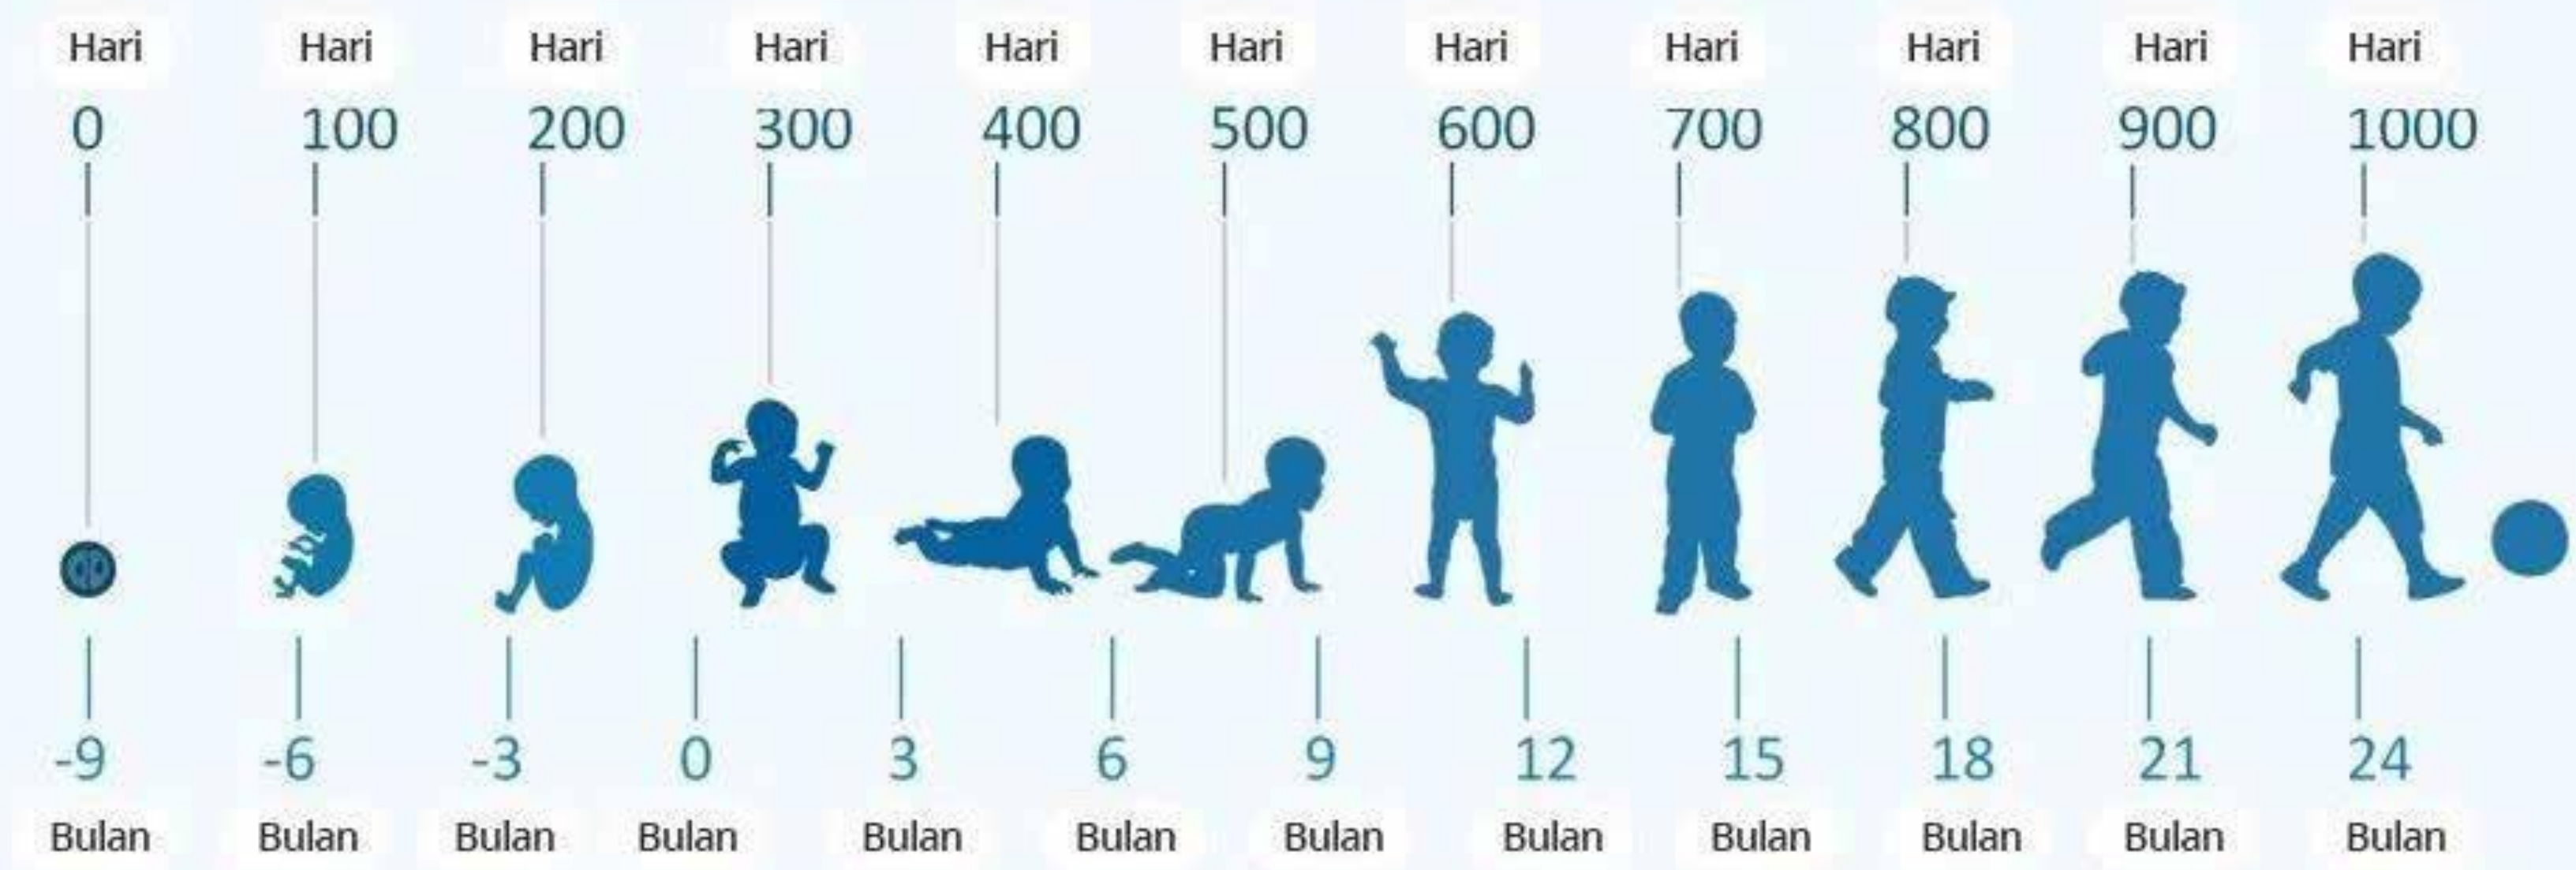 Hari Hari Hari Hari Hari Hari Hari Hari Hari Hari Hari
0 100 200 300 400 500 600 700 800 900 1000
-9 -6 -3 0 3 6 9 12 15 18 21 24
Bulan Bulan Bulan Bulan Bulan Bulan Bulan Bulan Bulan Bulan Bulan Bulan